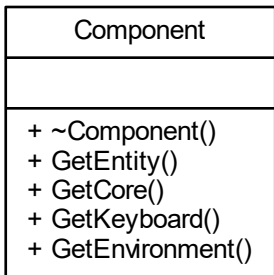 Component
+ ~Component()
+ GetEntity()
+ GetCore()
+ GetKeyboard()
+ GetEnvironment()